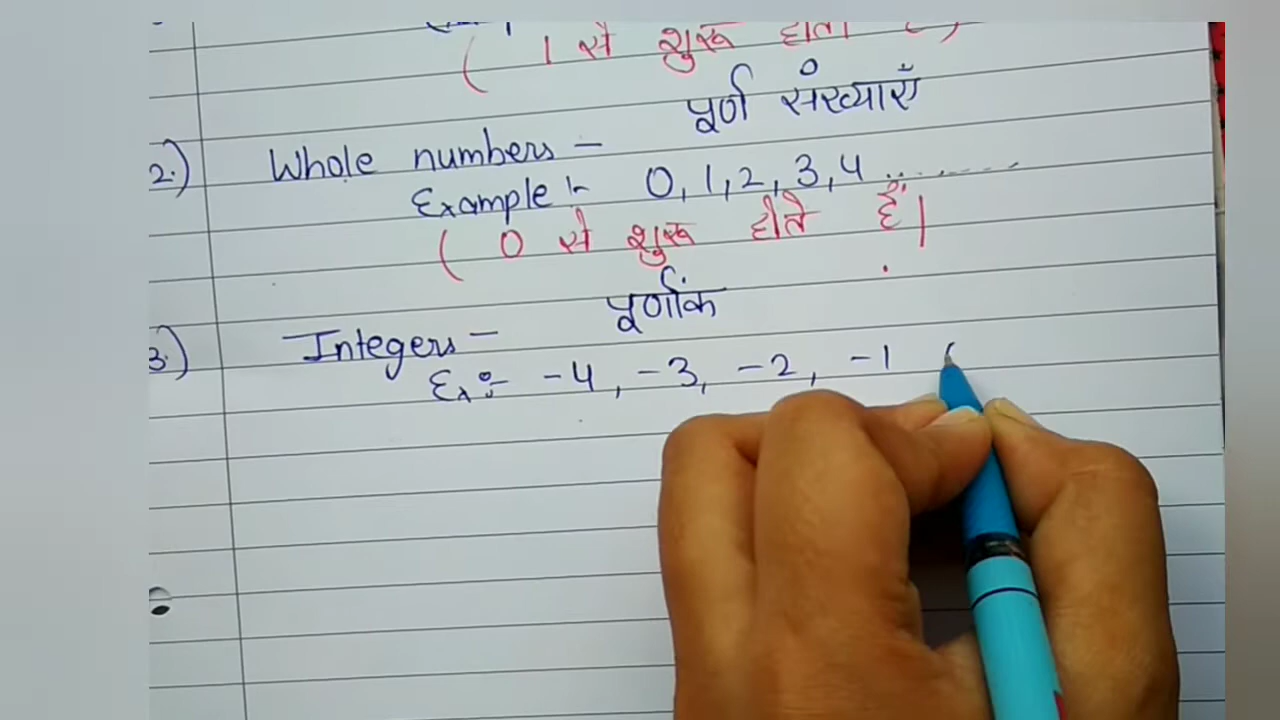 ( 1 से शुरू होता
पूर्ण संख्याएँ
2.) Whole numbers –
Example :- 0, 1, 2, 3, 4 ........
( 0 से शुरू होते हैं|
पूर्णांक
3.) Integers –
Ex :- -4, -3, -2, -1